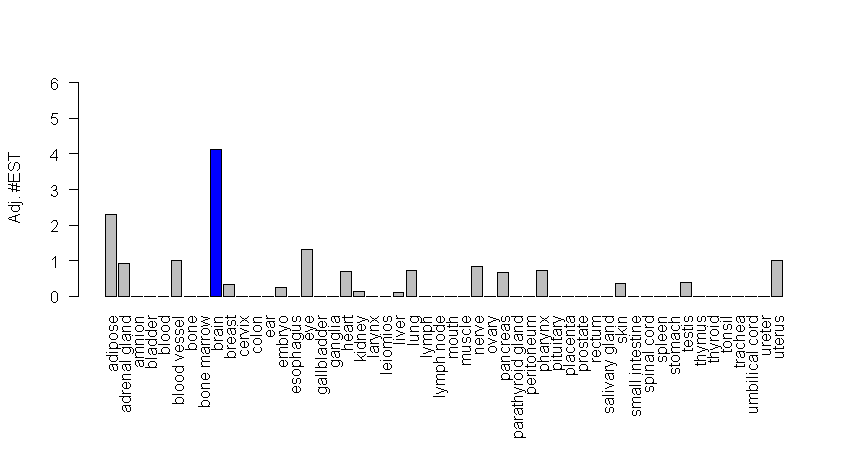 6
5
4
3
2
1
0
Adj. #EST
adipose
adrenal gland
amnion
bladder
blood
blood vessel
bone
bone marrow
brain
breast
cervix
colon
ear
embryo
esophagus
eye
gallbladder
ganglia
heart
kidney
larynx
leiomios
liver
lung
lymph
lymph node
mouth
muscle
nerve
ovary
pancreas
parathyroid gland
peritoneum
pharynx
pituitary
placenta
prostate
rectum
salivary gland
skin
small intestine
spinal cord
spleen
stomach
testis
thymus
thyroid
tonsil
trachea
umbilical cord
ureter
uterus